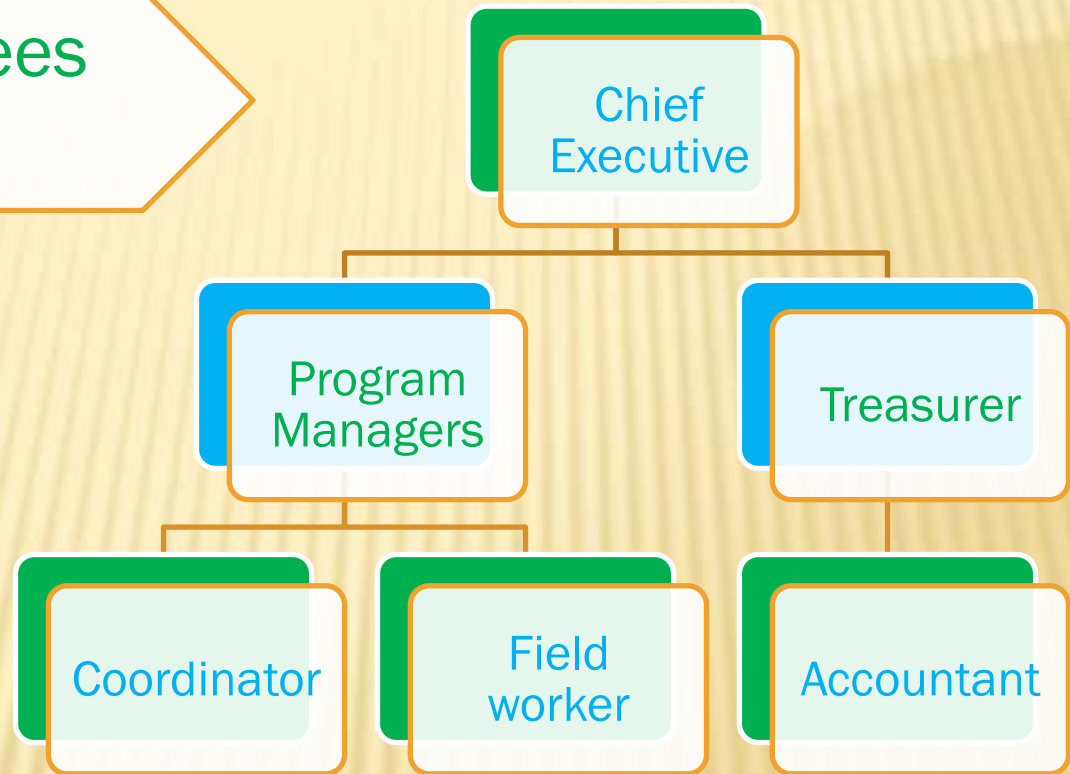 ees
Chief
Executive
Program
Managers
Treasurer
Coordinator
Field
worker
Accountant